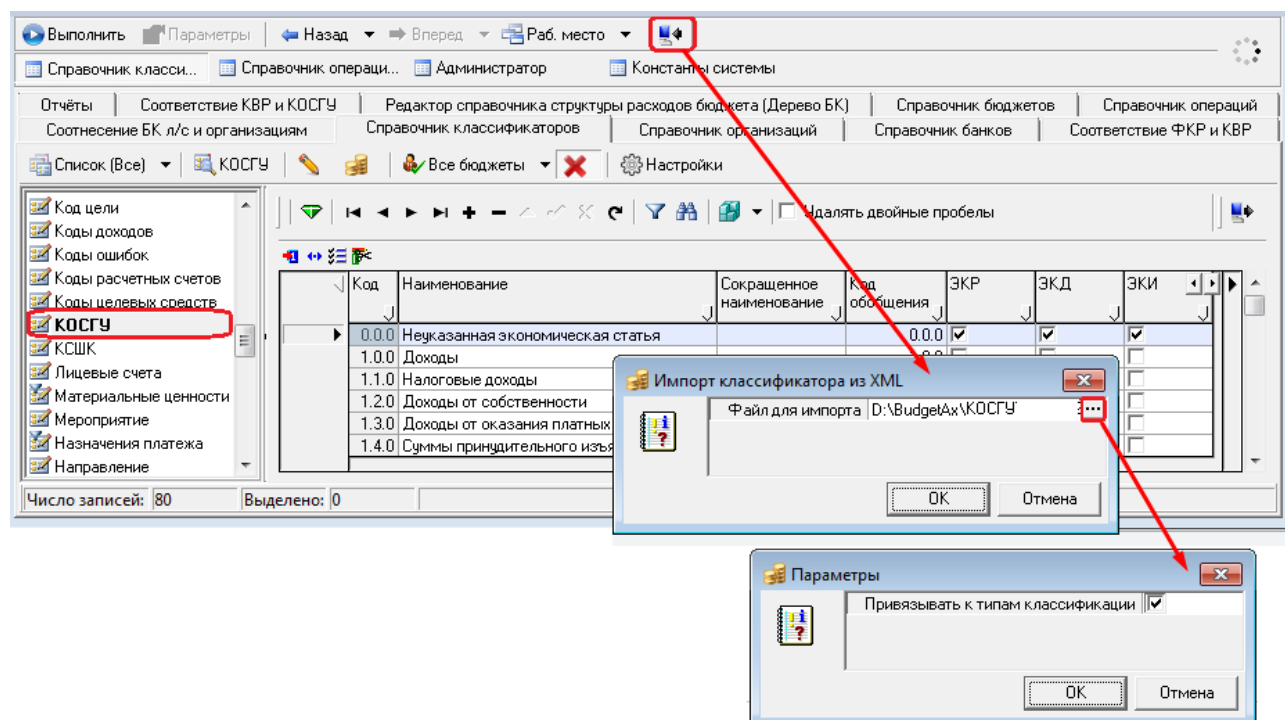 Выполнить Параметры Назад Вперед Раб. место
Справочник класси... Справочник операци... Администратор Константы системы
Отчёты Соответствие КВР и КОСГУ Редактор справочника структуры расходов бюджета (Дерево БК) Справочник бюджетов Справочник операций
Соотнесение БК л/с и организациям Справочник классификаторов Справочник организаций Справочник банков Соответствие ФКР и КВР
Список (Все) КОСГУ Все бюджеты Настройки
Код цели
Коды доходов
Коды ошибок
Коды расчетных счетов
Коды целевых средств
КОСГУ
КСШК
Лицевые счета
Материальные ценности
Мероприятие
Назначения платежа
Направление
Удалять двойные пробелы
Код Наименование Сокращенное наименование Код обобщения ЭКР ЭКД ЭКИ
0.0.0 Неуказанная экономическая статья 0.0.0
1.0.0 Доходы
1.1.0 Налоговые доходы
1.2.0 Доходы от собственности
1.3.0 Доходы от оказания платных
1.4.0 Суммы принудительного изъя
Число записей: 80 Выделено: 0
Импорт классификатора из XML
Файл для импорта D:\BudgetAx\КОСГУ
OK Отмена
Параметры
Привязывать к типам классификации
OK Отмена